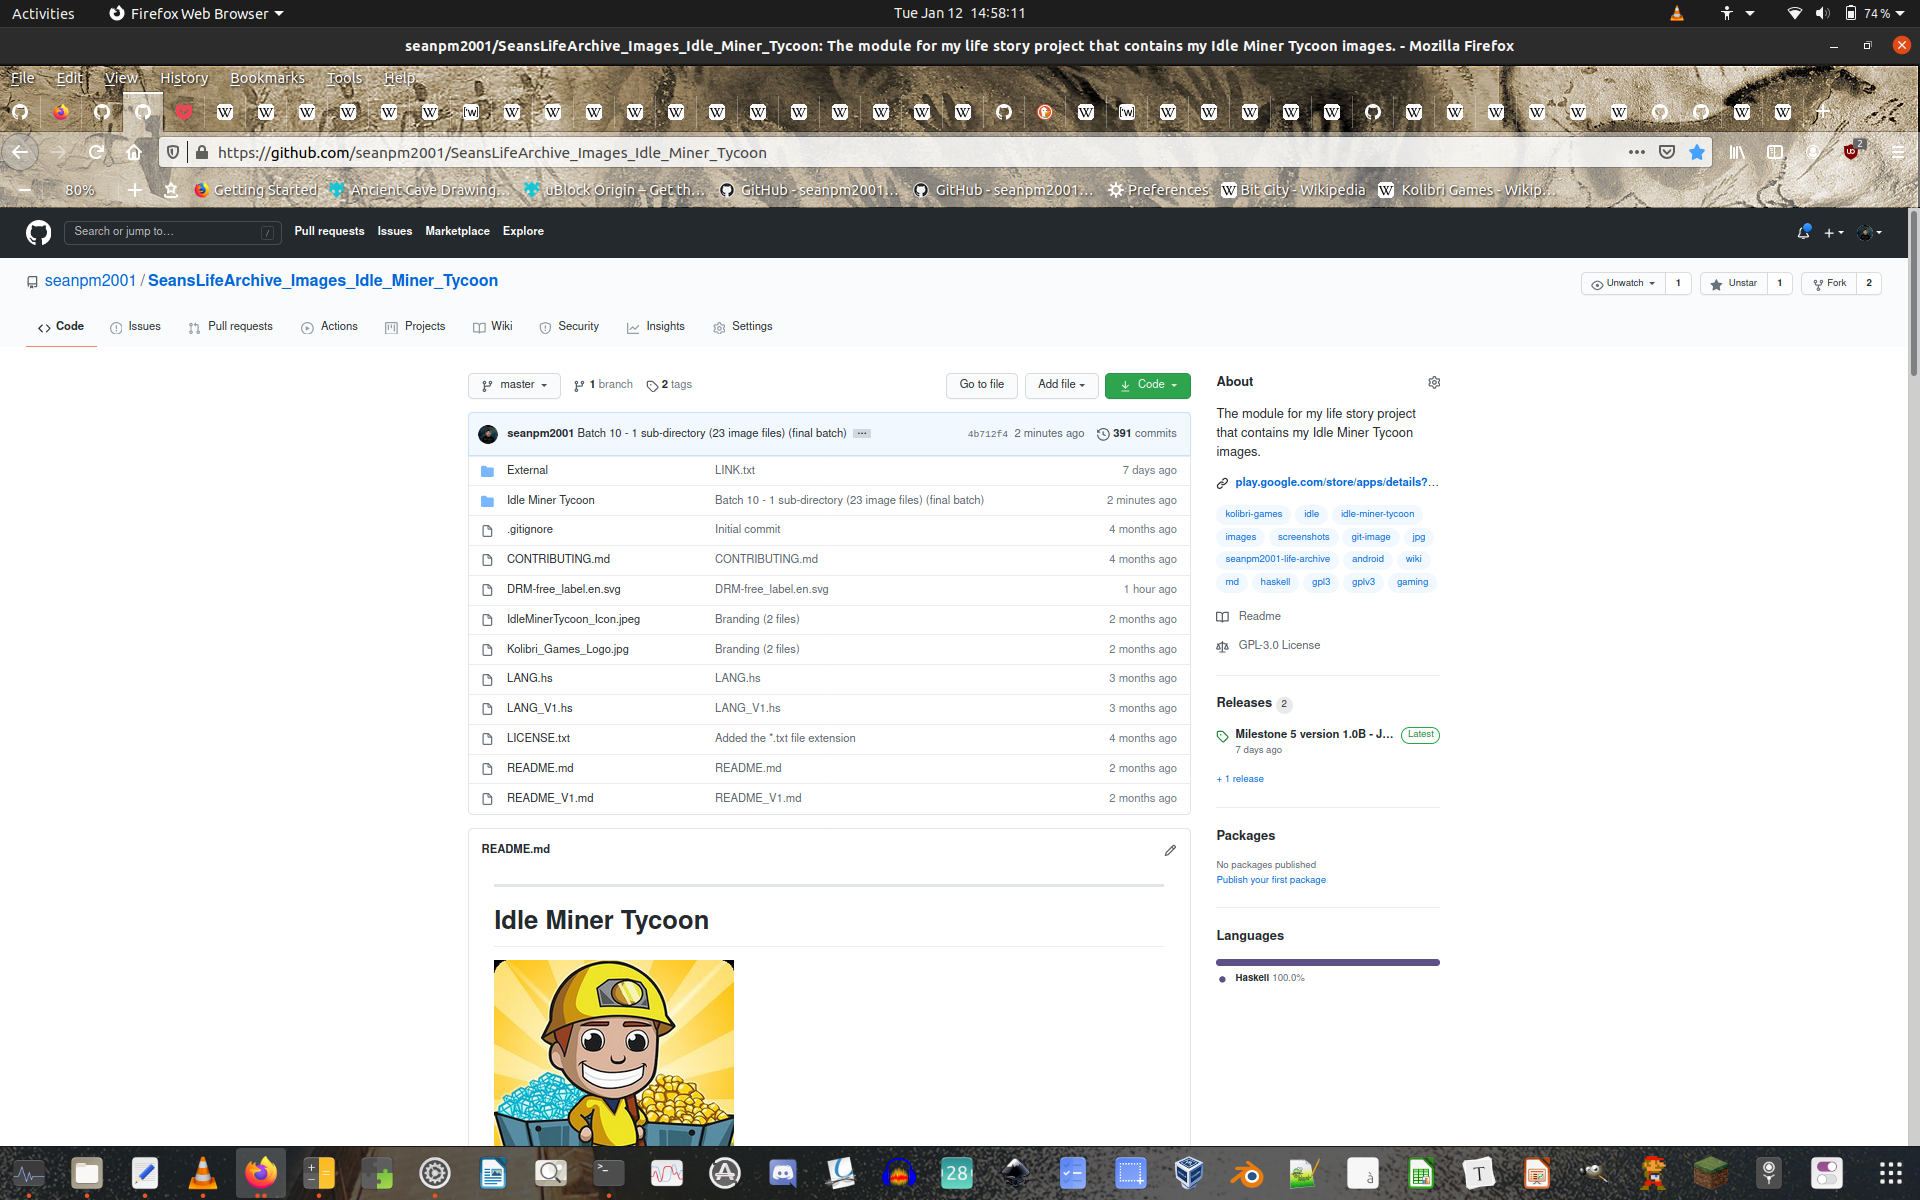 Activities Firefox Web Browser Tue Jan 12 14:58:11 74 %
seanpm2001/SeansLifeArchive_Images_Idle_Miner_Tycoon: The module for my life story project that contains my Idle Miner Tycoon images. - Mozilla Firefox
File Edit View History Bookmarks Tools Help
https://github.com/seanpm2001/SeansLifeArchive_Images_Idle_Miner_Tycoon 2
80% Getting Started Ancient Cave Drawing... uBlock Origin – Get th... GitHub - seanpm2001... GitHub - seanpm2001... Preferences Bit City - Wikipedia Kolibri Games - Wikip...
Search or jump to... / Pull requests Issues Marketplace Explore
seanpm2001 / SeansLifeArchive_Images_Idle_Miner_Tycoon Unwatch 1 Unstar 1 Fork 2
Code Issues Pull requests Actions Projects Wiki Security Insights Settings
master 1 branch 2 tags Go to file Add file Code
seanpm2001 Batch 10 - 1 sub-directory (23 image files) (final batch) ... 4b712f4 2 minutes ago 391 commits
External LINK.txt 7 days ago
Idle Miner Tycoon Batch 10 - 1 sub-directory (23 image files) (final batch) 2 minutes ago
.gitignore Initial commit 4 months ago
CONTRIBUTING.md CONTRIBUTING.md 4 months ago
DRM-free_label.en.svg DRM-free_label.en.svg 1 hour ago
IdleMinerTycoon_Icon.jpeg Branding (2 files) 2 months ago
Kolibri_Games_Logo.jpg Branding (2 files) 2 months ago
LANG.hs LANG.hs 3 months ago
LANG_V1.hs LANG_V1.hs 3 months ago
LICENSE.txt Added the *.txt file extension 4 months ago
README.md README.md 2 months ago
README_V1.md README_V1.md 2 months ago
README.md
Idle Miner Tycoon
About
The module for my life story project
that contains my Idle Miner Tycoon
images.
play.google.com/store/apps/details?...
kolibri-games idle idle-miner-tycoon
images screenshots git-image jpg
seanpm2001-life-archive android wiki
md haskell gpl3 gplv3 gaming
Readme
GPL-3.0 License
Releases 2
Milestone 5 version 1.0B - J... Latest
7 days ago
+ 1 release
Packages
No packages published
Publish your first package
Languages
Haskell 100.0%
28